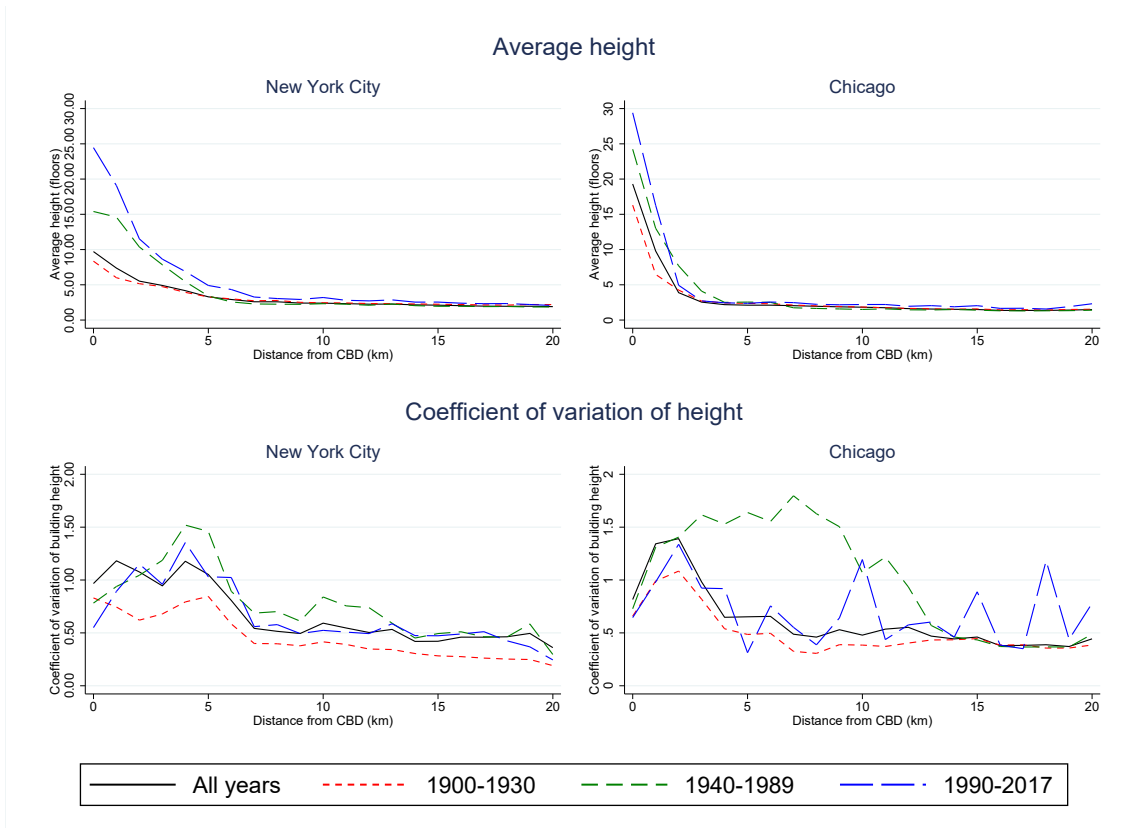 Average height
New York City
Average height (floors)
0.00 5.00 10.00 15.00 20.00 25.00 30.00
0 5 10 15 20
Distance from CBD (km)
Chicago
Average height (floors)
0 5 10 15 20 25 30
0 5 10 15 20
Distance from CBD (km)
Coefficient of variation of height
New York City
Coefficient of variation of building height
0.00 0.50 1.00 1.50 2.00
0 5 10 15 20
Distance from CBD (km)
Chicago
Coefficient of variation of building height
0 .5 1 1.5 2
0 5 10 15 20
Distance from CBD (km)
All years 1900-1930 1940-1989 1990-2017